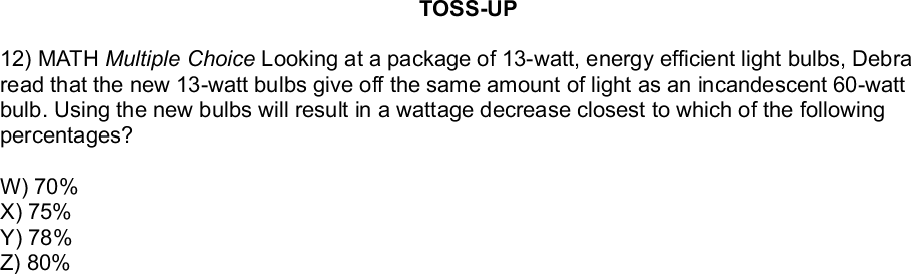 TOSS-UP
12) MATH Multiple Choice Looking at a package of 13-watt, energy efficient light bulbs, Debra
read that the new 13-watt bulbs give off the same amount of light as an incandescent 60-watt
bulb. Using the new bulbs will result in a wattage decrease closest to which of the following
percentages?
W) 70%
X) 75%
Y) 78%
Z) 80%